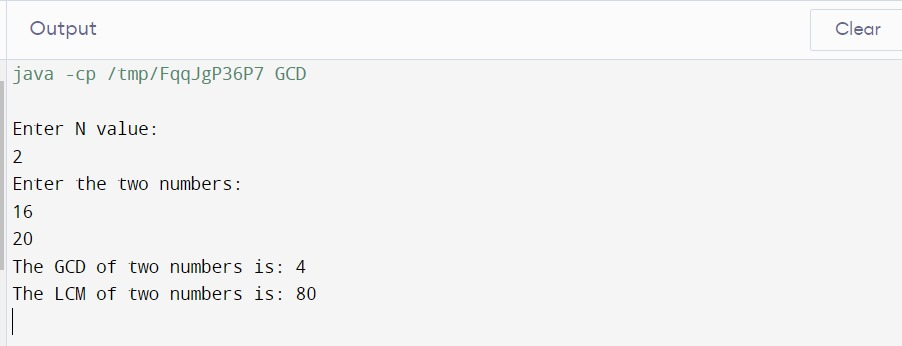 Output
Clear
java -cp /tmp/FqqJgP36P7 GCD
Enter N value:
2
Enter the two numbers:
16
20
The GCD of two numbers is: 4
The LCM of two numbers is: 80